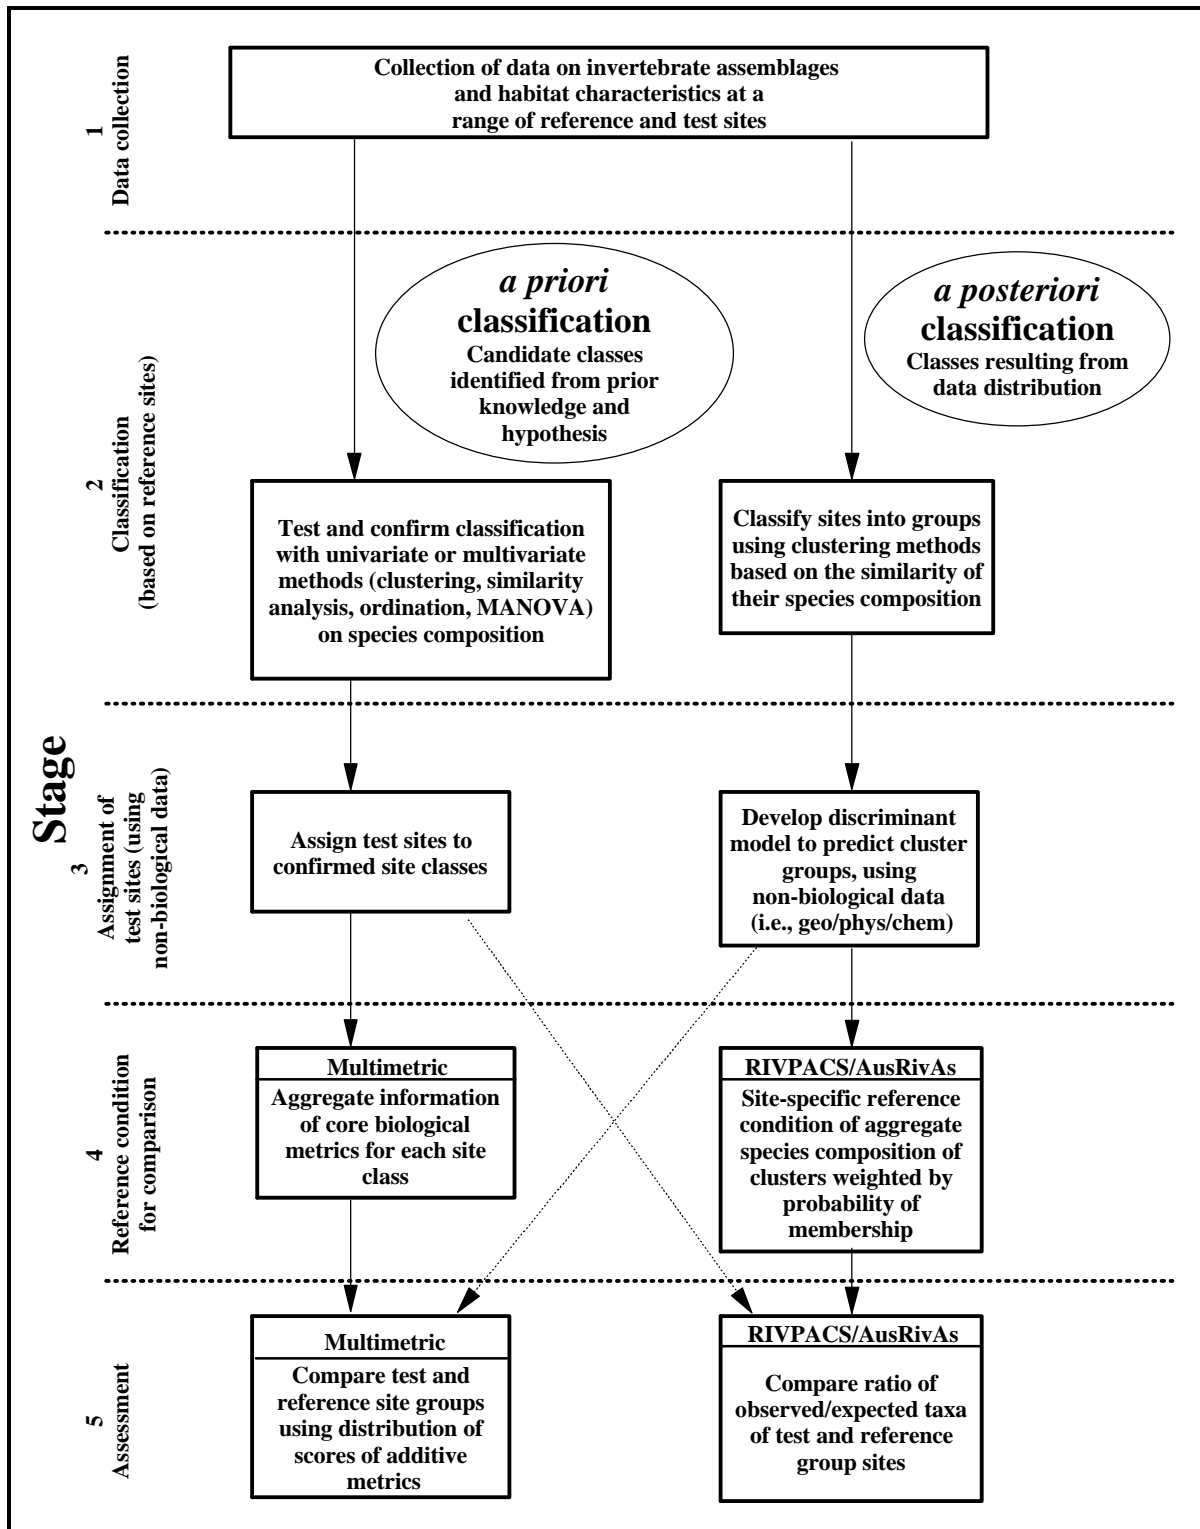 Stage
1
Data collection
Collection of data on invertebrate assemblages
and habitat characteristics at a
range of reference and test sites
2
Classification
(based on reference sites)
a priori
classification
Candidate classes
identified from prior
knowledge and
hypothesis
a posteriori
classification
Classes resulting from
data distribution
Test and confirm classification
with univariate or multivariate
methods (clustering, similarity
analysis, ordination, MANOVA)
on species composition
Classify sites into groups
using clustering methods
based on the similarity of
their species composition
3
Assignment of
test sites (using
non-biological data)
Assign test sites to
confirmed site classes
Develop discriminant
model to predict cluster
groups, using
non-biological data
(i.e., geo/phys/chem)
4
Reference condition
for comparison
Multimetric
Aggregate information
of core biological
metrics for each site
class
RIVPACS/AusRivAs
Site-specific reference
condition of aggregate
species composition of
clusters weighted by
probability of
membership
5
Assessment
Multimetric
Compare test and
reference site groups
using distribution of
scores of additive
metrics
RIVPACS/AusRivAs
Compare ratio of
observed/expected taxa
of test and reference
group sites